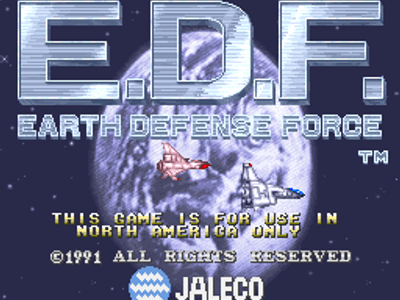 E.D.F.
EARTH DEFENSE FORCE
TM
THIS GAME IS FOR USE IN
NORTH AMERICA ONLY
©1991 ALL RIGHTS RESERVED
JALECO